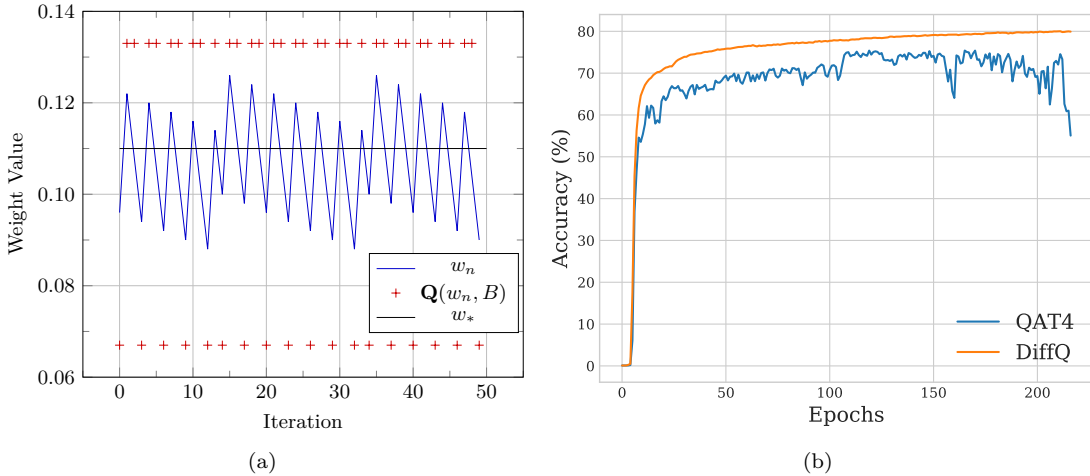 0.14
0.12
0.10
0.08
0.06
Weight Value
0 10 20 30 40 50
Iteration
w_n
Q(w_n, B)
w_*
(a)
80
70
60
50
40
30
20
10
0
Accuracy (%)
0 50 100 150 200
Epochs
QAT4
DiffQ
(b)